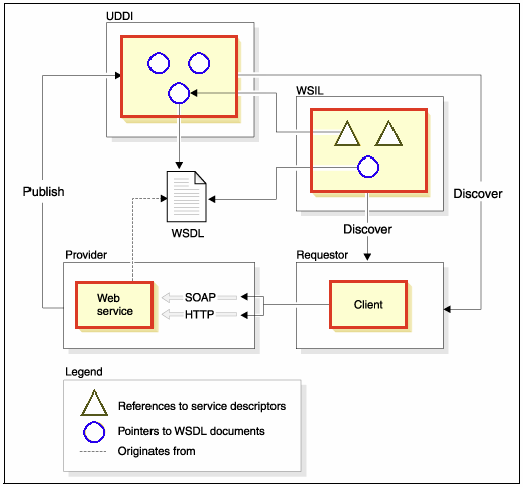 UDDI
WSIL
Publish
WSDL
Discover
Discover
Provider
Requestor
Web
service
SOAP
HTTP
Client
Legend
References to service descriptors
Pointers to WSDL documents
Originates from